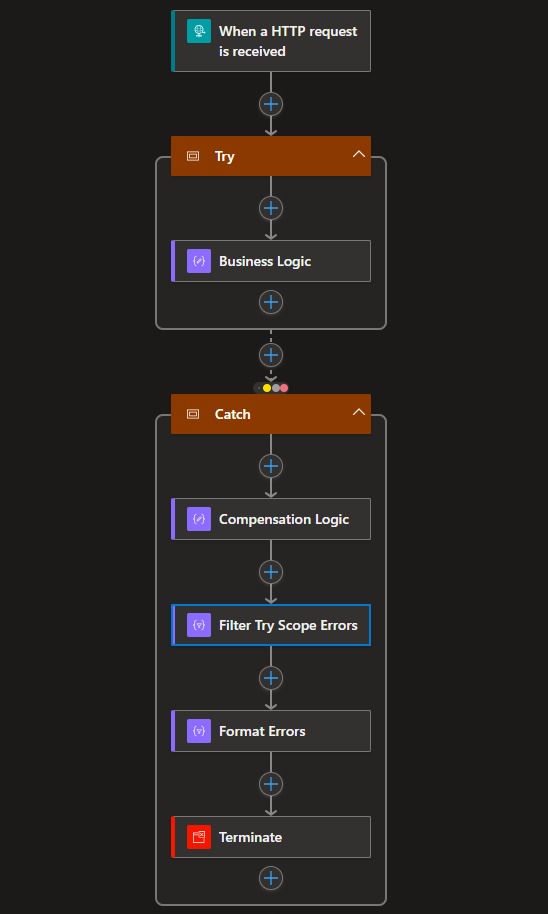 When a HTTP request
is received
Try
Business Logic
Catch
Compensation Logic
Filter Try Scope Errors
Format Errors
Terminate